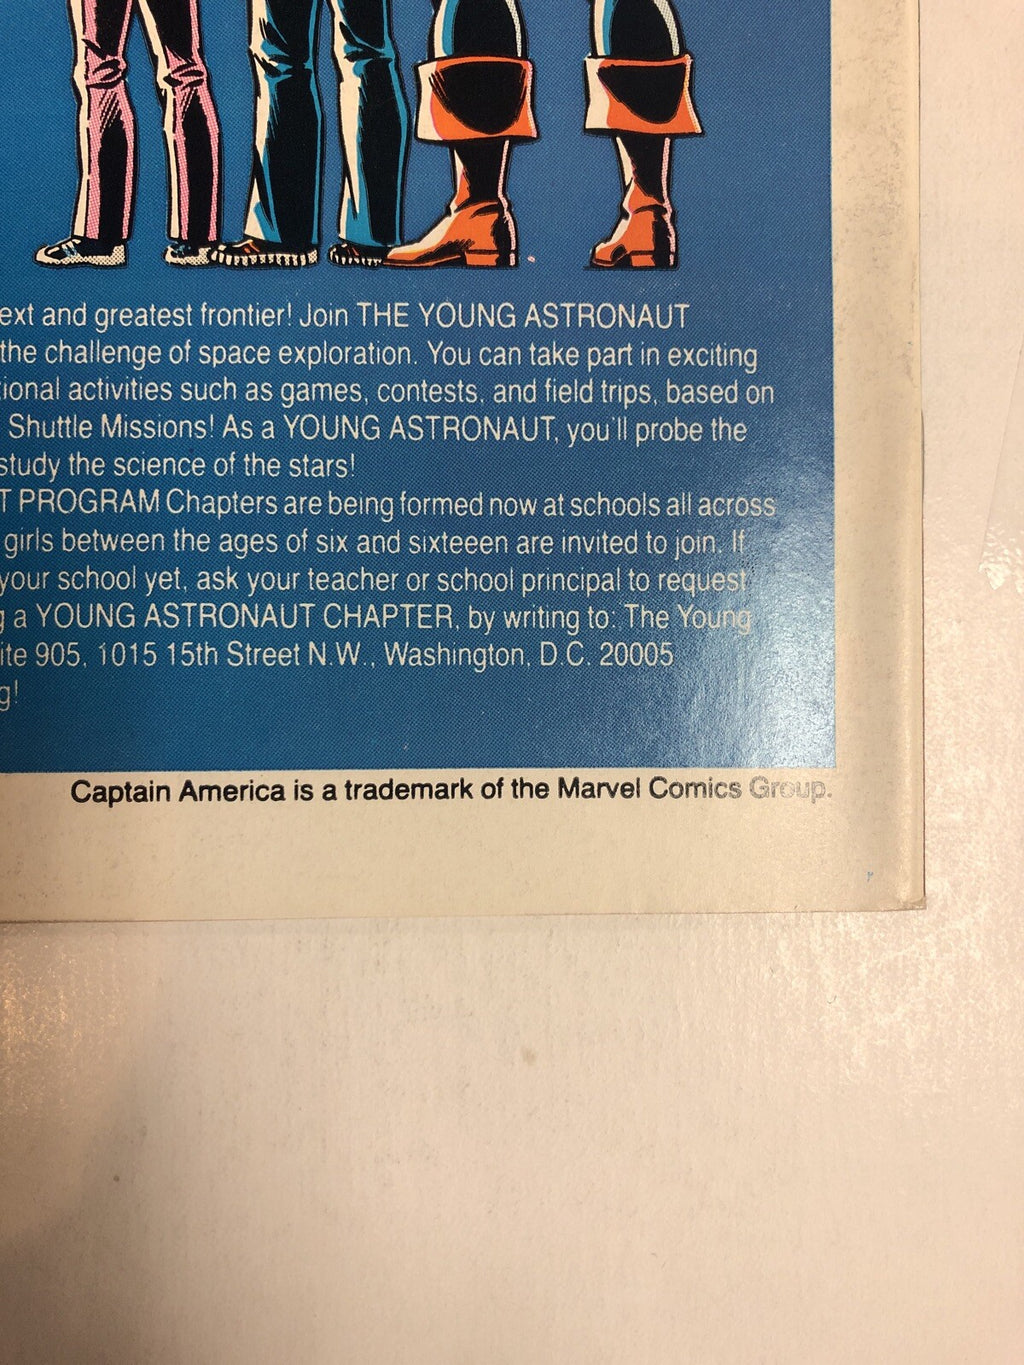 ext and greatest frontier! Join THE YOUNG ASTRONAUT
the challenge of space exploration. You can take part in exciting
ional activities such as games, contests, and field trips, based on
Shuttle Missions! As a YOUNG ASTRONAUT, you'll probe the
study the science of the stars!
T PROGRAM Chapters are being formed now at schools all across
girls between the ages of six and sixteeen are invited to join. If
your school yet, ask your teacher or school principal to request
g a YOUNG ASTRONAUT CHAPTER, by writing to: The Young
ite 905, 1015 15th Street N.W., Washington, D.C. 20005
g!
Captain America is a trademark of the Marvel Comics Group.